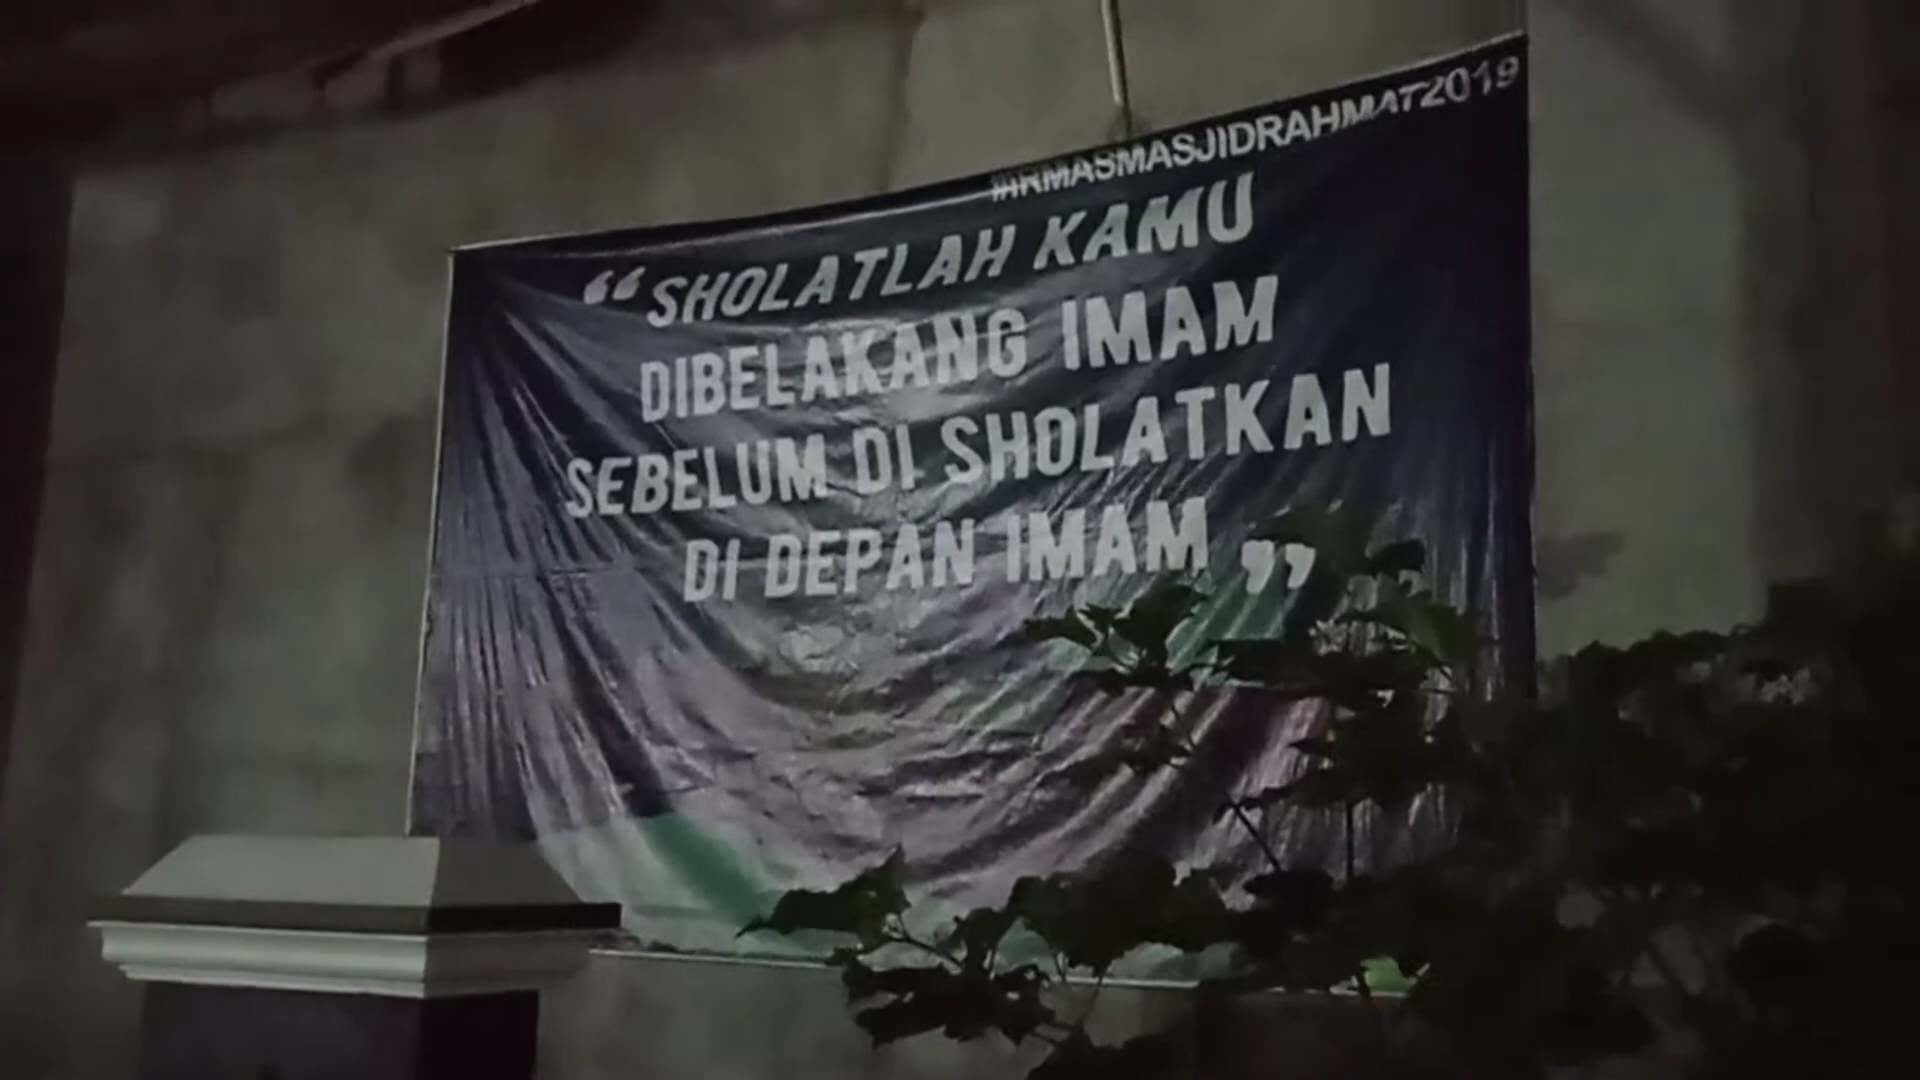 #IRMASMASJIDRAHMAT2019
“SHOLATLAH KAMU
DIBELAKANG IMAM
SEBELUM DI SHOLATKAN
DI DEPAN IMAM”